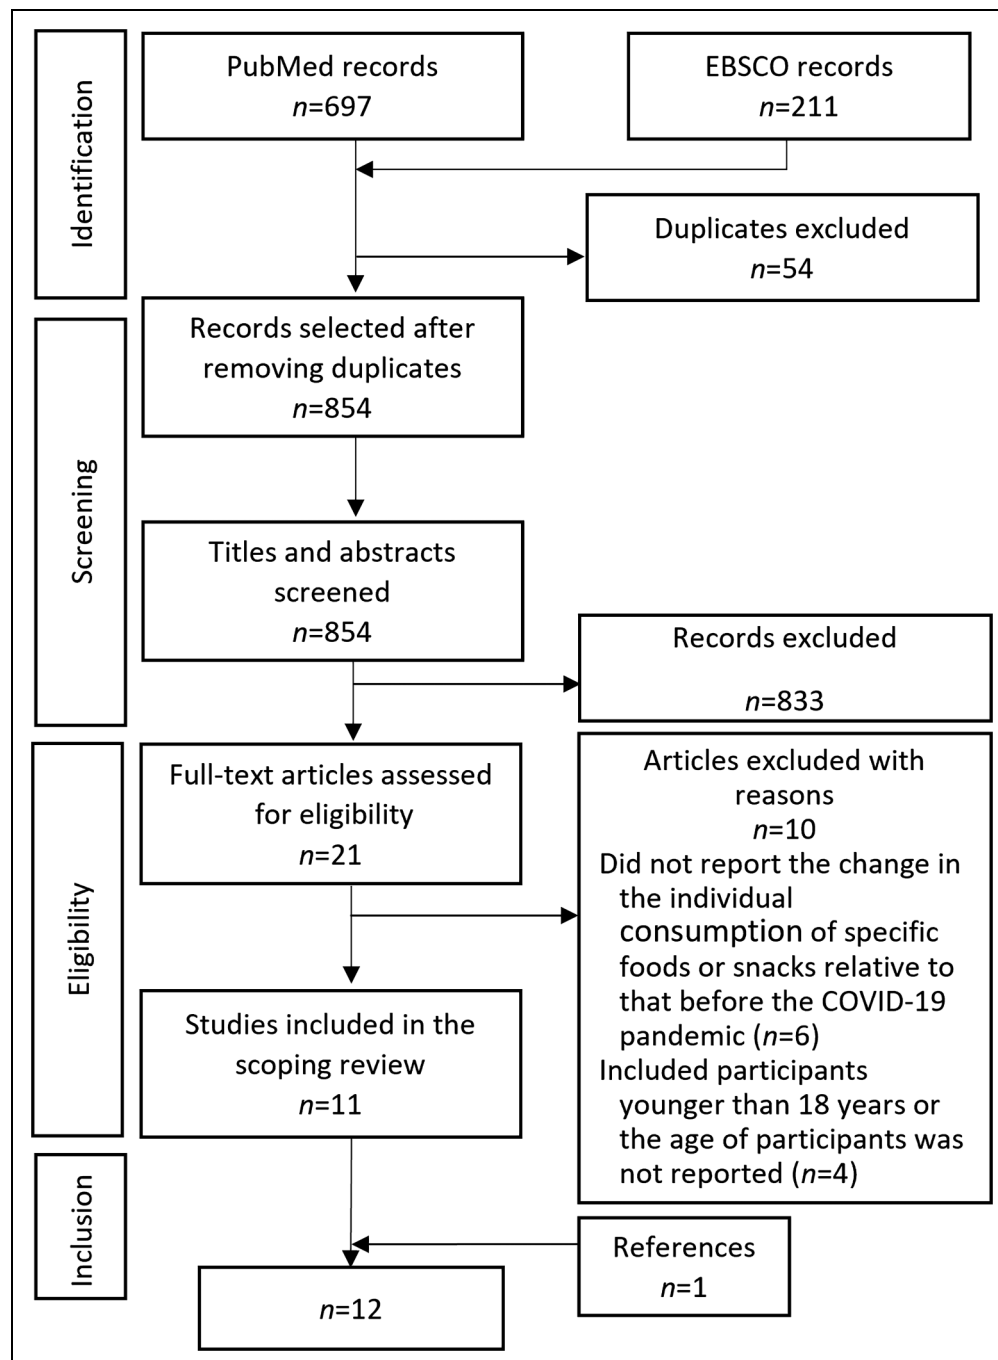 Identification
PubMed records
n=697
EBSCO records
n=211
Duplicates excluded
n=54
Screening
Records selected after
removing duplicates
n=854
Titles and abstracts
screened
n=854
Records excluded
n=833
Eligibility
Full-text articles assessed
for eligibility
n=21
Articles excluded with
reasons
n=10
Did not report the change in
the individual
consumption of specific
foods or snacks relative to
that before the COVID-19
pandemic (n=6)
Included participants
younger than 18 years or
the age of participants was
not reported (n=4)
Studies included in the
scoping review
n=11
Inclusion
References
n=1
n=12